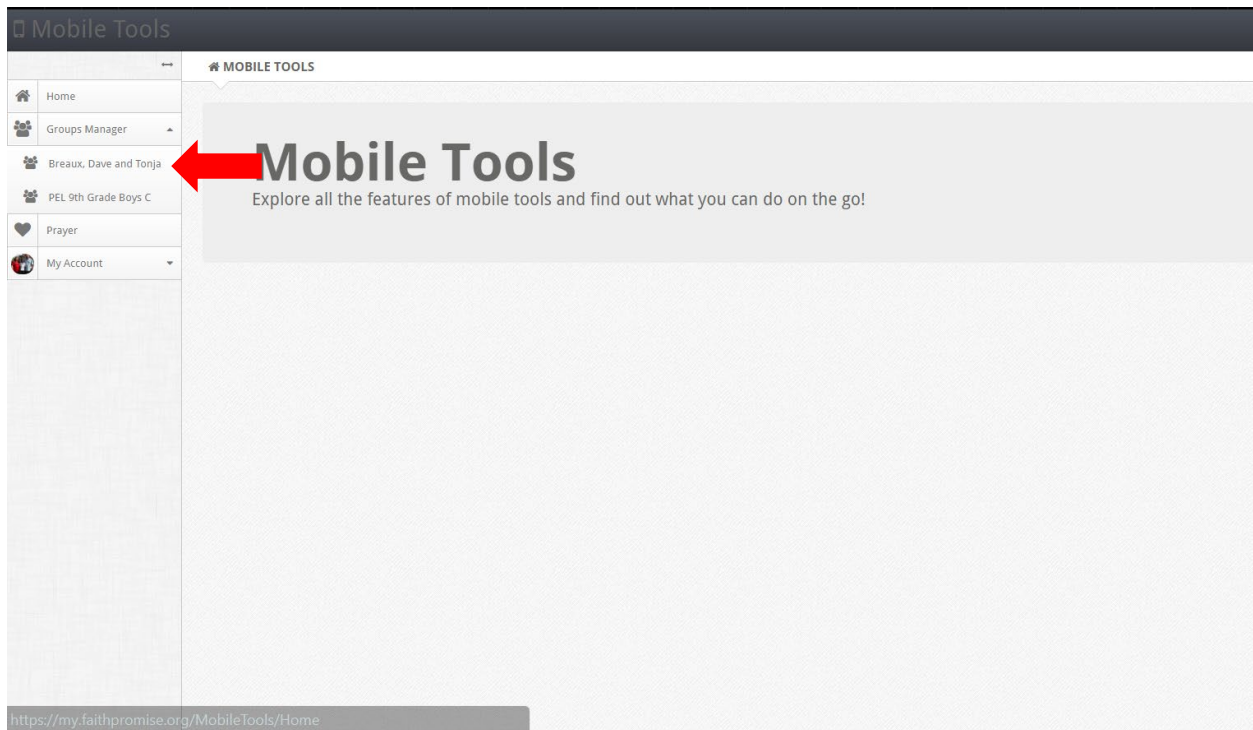 Mobile Tools
MOBILE TOOLS
Home
Groups Manager
Breaux, Dave and Tonja
PEL 9th Grade Boys C
Prayer
My Account
Mobile Tools
Explore all the features of mobile tools and find out what you can do on the go!
https://my.faithpromise.org/MobileTools/Home